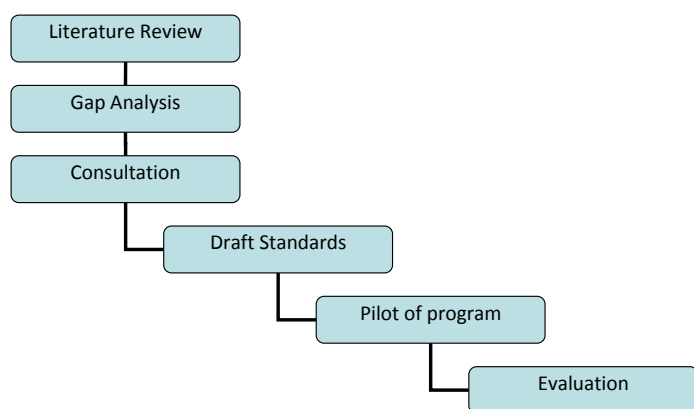 Literature Review
Gap Analysis
Consultation
Draft Standards
Pilot of program
Evaluation